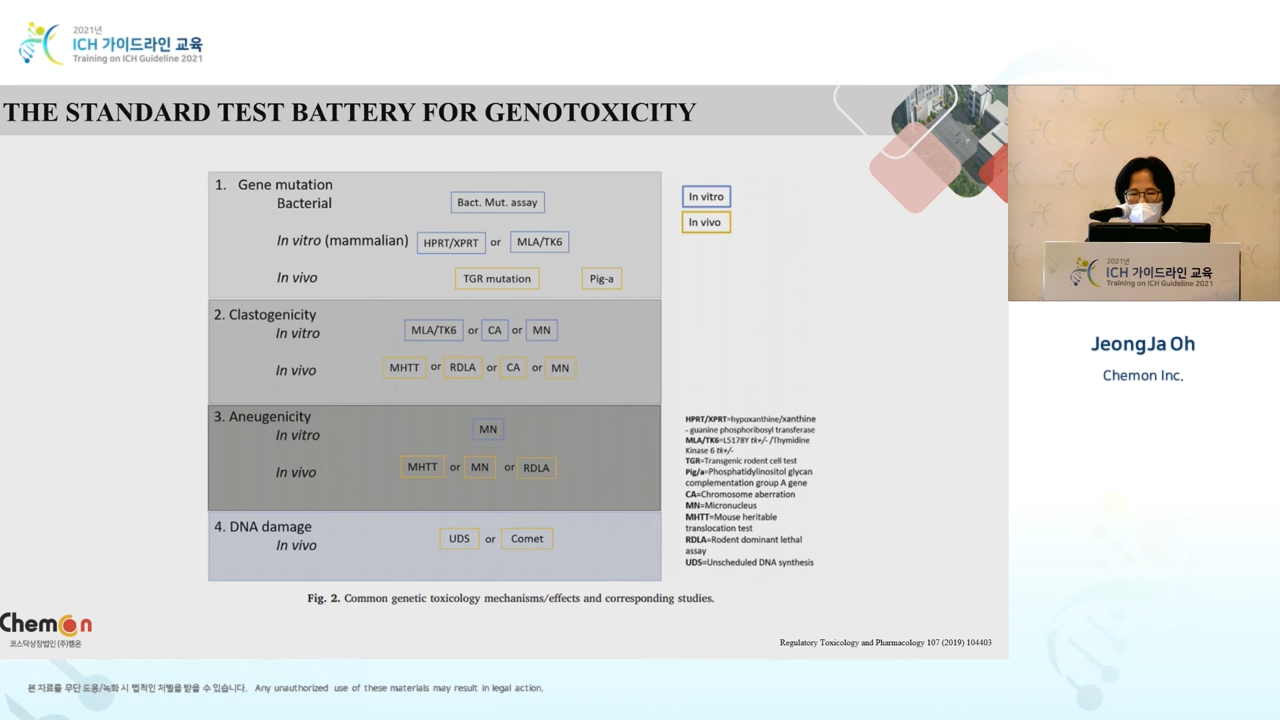 2021년
ICH 가이드라인 교육
Training on ICH Guideline 2021
THE STANDARD TEST BATTERY FOR GENOTOXICITY
1. Gene mutation
Bacterial
Bact. Mut. assay
In vitro (mammalian)
HPRT/XPRT or MLA/TK6
In vivo
TGR mutation
Pig-a
In vitro
In vivo
2. Clastogenicity
In vitro
MLA/TK6 or CA or MN
In vivo
MHTT or RDLA or CA or MN
3. Aneugenicity
In vitro
MN
In vivo
MHTT or MN or RDLA
4. DNA damage
In vivo
UDS or Comet
HPRT/XPRT=hypoxanthine/xanthine
- guanine phosphoribosyl transferase
MLA/TK6=L5178Y tk+/- /Thymidine
Kinase 6 tk+/-
TGR=Transgenic rodent cell test
Pig/a=Phosphatidylinositol glycan
complementation group A gene
CA=Chromosome aberration
MN=Micronucleus
MHTT=Mouse heritable
translocation test
RDLA=Rodent dominant lethal
assay
UDS=Unscheduled DNA synthesis
Fig. 2. Common genetic toxicology mechanisms/effects and corresponding studies.
Chemon
코스닥상장법인 (주)켐온
Regulatory Toxicology and Pharmacology 107 (2019) 104403
2021년
ICH 가이드라인 교육
Training on ICH Guideline 2021
JeongJa Oh
Chemon Inc.
본 자료를 무단 도용/녹화 시 법적인 처벌을 받을 수 있습니다. Any unauthorized use of these materials may result in legal action.